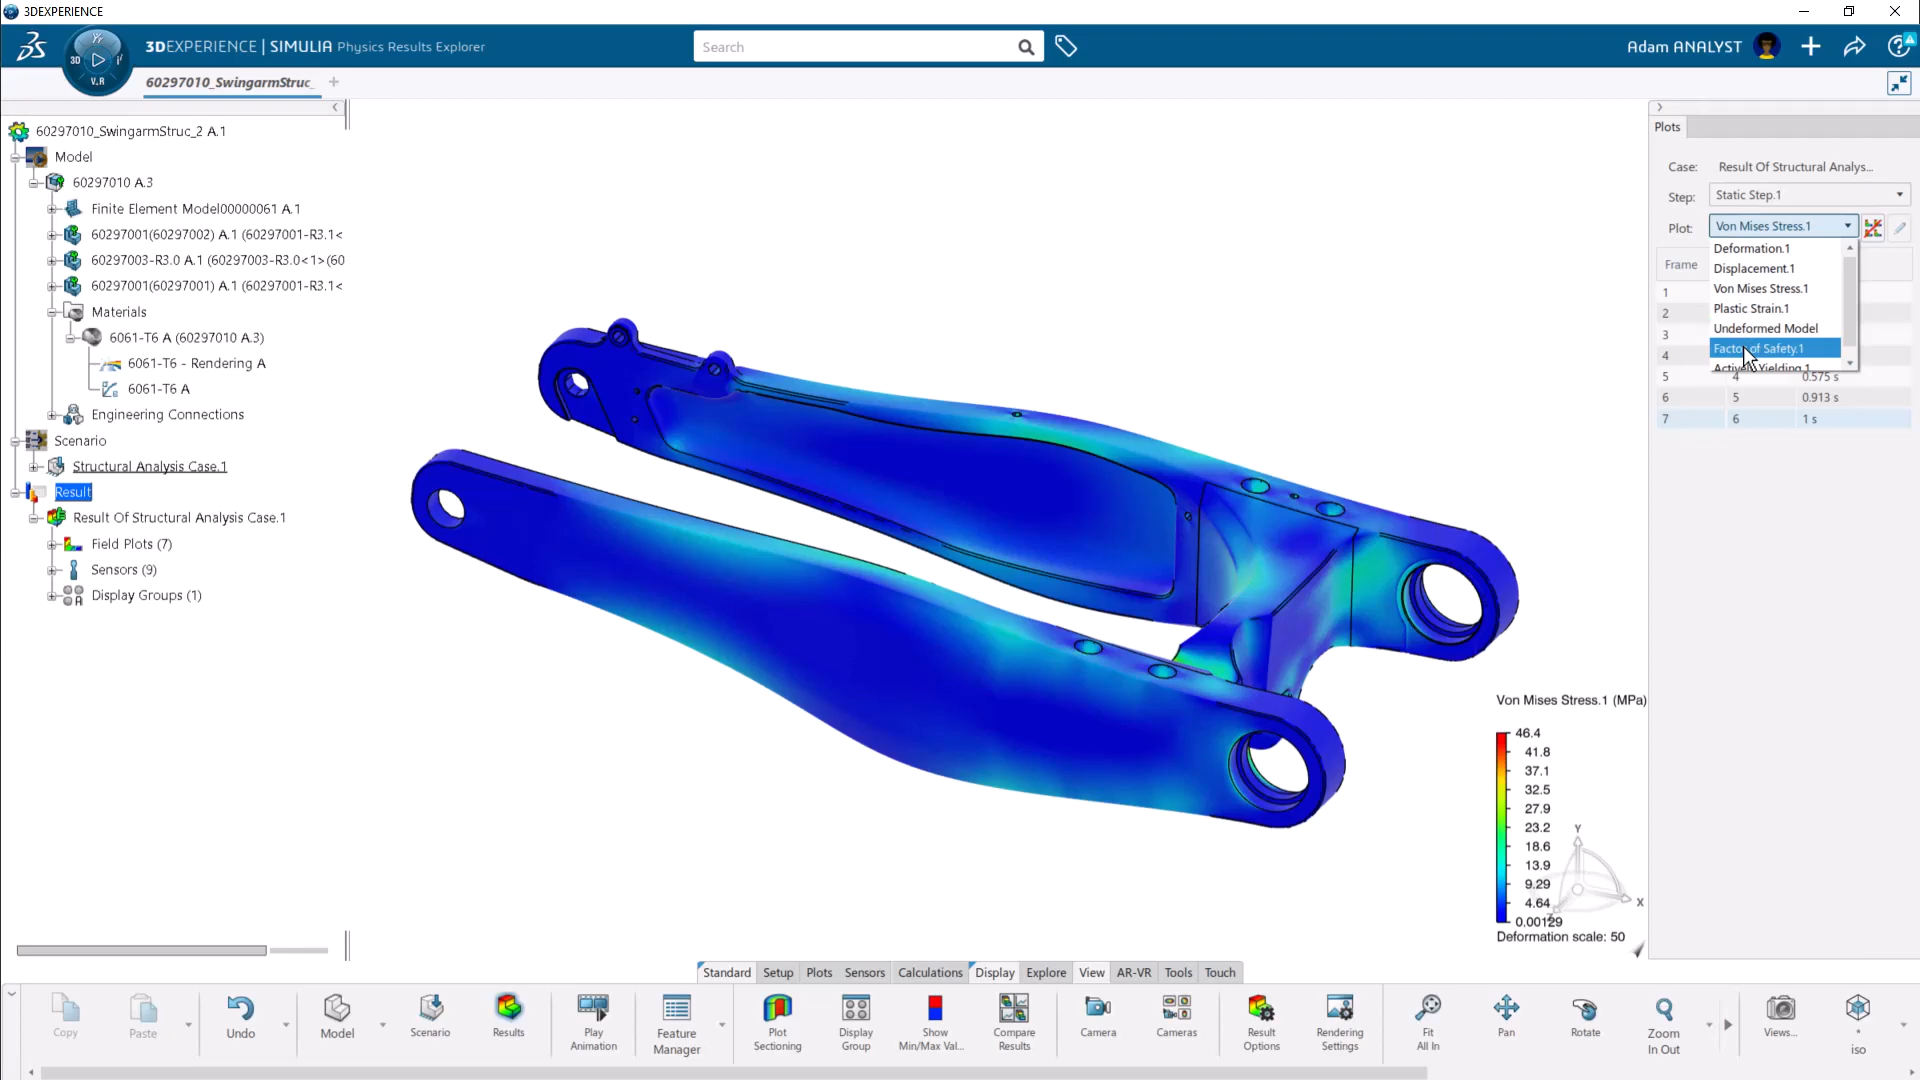 3DEXPERIENCE
3DEXPERIENCE | SIMULIA Physics Results Explorer
Search
Adam ANALYST
3D
V.R
60297010_SwingarmStruc_
60297010_SwingarmStruc_2 A.1
Model
60297010 A.3
Finite Element Model00000061 A.1
60297001(60297002) A.1 (60297001-R3.1<
60297003-R3.0 A.1 (60297003-R3.0<1>(60
60297001(60297001) A.1 (60297001-R3.1<
Materials
6061-T6 A (60297010 A.3)
6061-T6 - Rendering A
6061-T6 A
Engineering Connections
Scenario
Structural Analysis Case.1
Result
Result Of Structural Analysis Case.1
Field Plots (7)
Sensors (9)
Display Groups (1)
Plots
Case: Result Of Structural Analys...
Step: Static Step.1
Plot: Von Mises Stress.1
Deformation.1
Displacement.1
Von Mises Stress.1
Plastic Strain.1
Undeformed Model
Factor of Safety.1
Frame
1
2
3
4
5 4 0.575 s
6 5 0.913 s
7 6 1 s
Von Mises Stress.1 (MPa)
46.4
41.8
37.1
32.5
27.9
23.2
18.6
13.9
9.29
4.64
0.00129
Deformation scale: 50
Y
X
Z
Standard Setup Plots Sensors Calculations Display Explore View AR-VR Tools Touch
Copy
Paste
Undo
Model
Scenario
Results
Play Animation
Feature Manager
Plot Sectioning
Display Group
Show Min/Max Val...
Compare Results
Camera
Cameras
Result Options
Rendering Settings
Fit All In
Pan
Rotate
Zoom In Out
Views...
iso